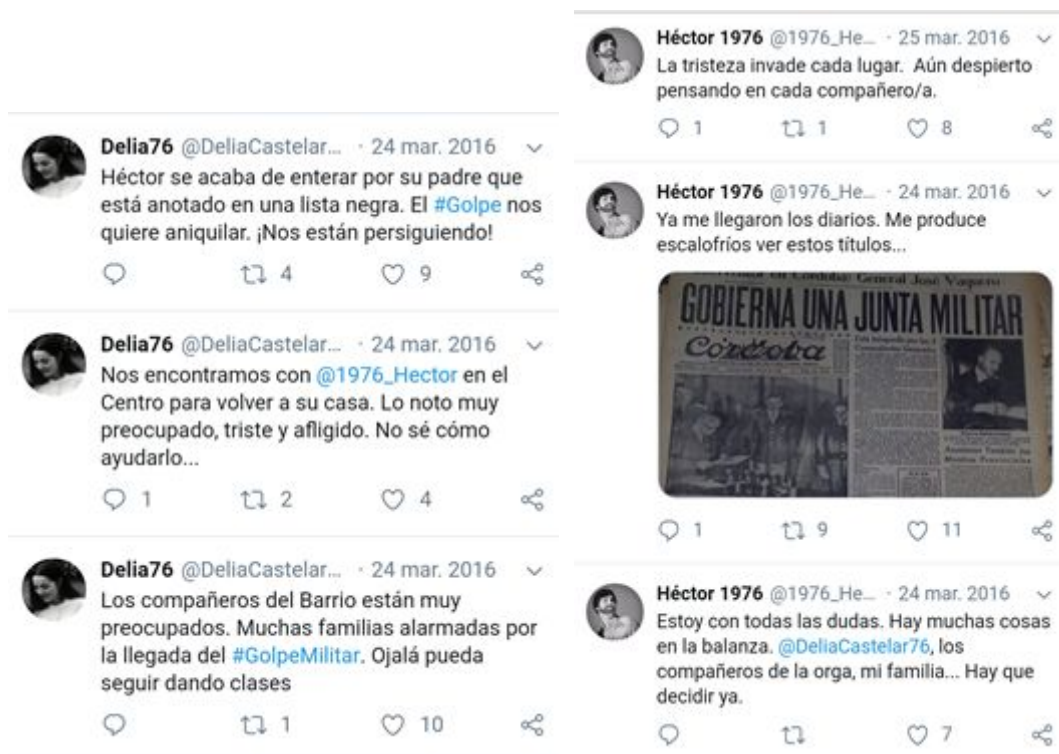 Delia76 @DeliaCastelar... · 24 mar. 2016
Héctor se acaba de enterar por su padre que
está anotado en una lista negra. El #Golpe nos
quiere aniquilar. ¡Nos están persiguiendo!
4 9
Delia76 @DeliaCastelar... · 24 mar. 2016
Nos encontramos con @1976_Hector en el
Centro para volver a su casa. Lo noto muy
preocupado, triste y afligido. No sé cómo
ayudarlo...
1 2 4
Delia76 @DeliaCastelar... · 24 mar. 2016
Los compañeros del Barrio están muy
preocupados. Muchas familias alarmadas por
la llegada del #GolpeMilitar. Ojalá pueda
seguir dando clases
1 10
Héctor 1976 @1976_He... · 25 mar. 2016
La tristeza invade cada lugar. Aún despierto
pensando en cada compañero/a.
1 1 8
Héctor 1976 @1976_He... · 24 mar. 2016
Ya me llegaron los diarios. Me produce
escalofríos ver estos títulos...
en Córdoba: General José Vaquero
GOBIERNA UNA JUNTA MILITAR
Córdoba
1 9 11
Héctor 1976 @1976_He... · 24 mar. 2016
Estoy con todas las dudas. Hay muchas cosas
en la balanza. @DeliaCastelar76, los
compañeros de la orga, mi familia... Hay que
decidir ya.
7